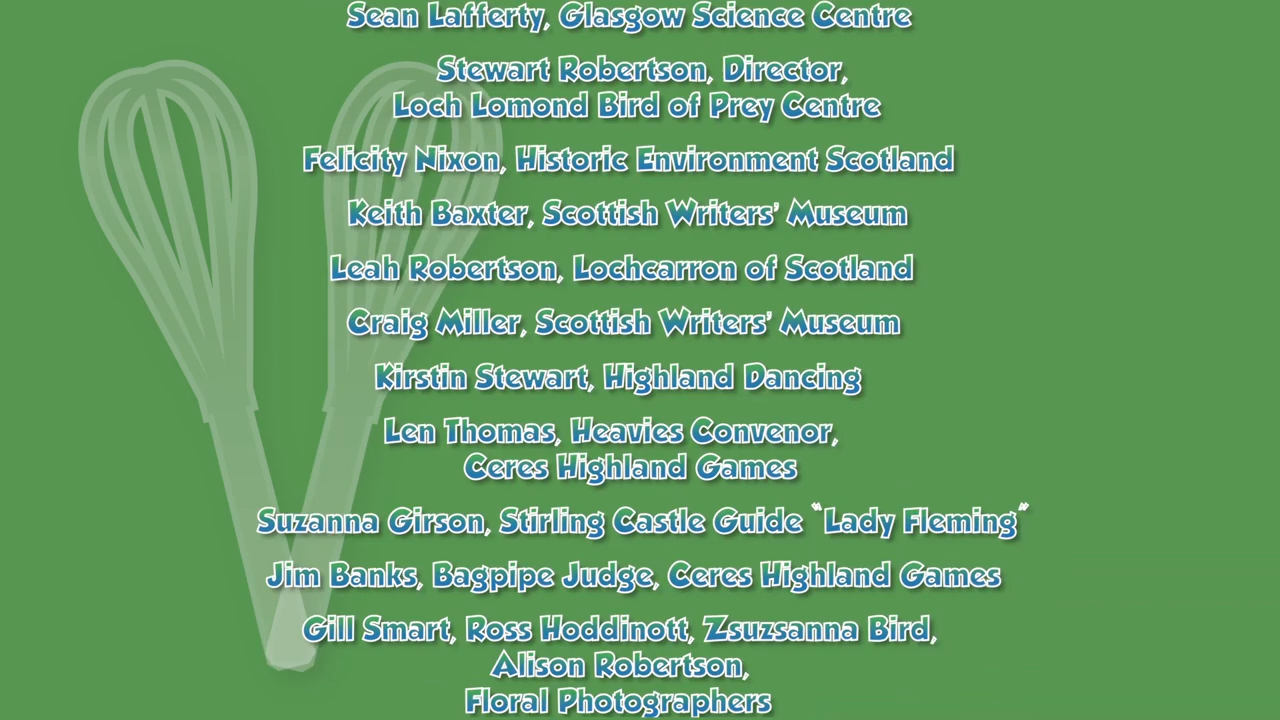 Sean Lafferty, Glasgow Science Centre
Stewart Robertson, Director,
Loch Lomond Bird of Prey Centre
Felicity Nixon, Historic Environment Scotland
Keith Baxter, Scottish Writers' Museum
Leah Robertson, Lochcarron of Scotland
Craig Miller, Scottish Writers' Museum
Kirstin Stewart, Highland Dancing
Len Thomas, Heavies Convenor,
Ceres Highland Games
Suzanna Girson, Stirling Castle Guide "Lady Fleming"
Jim Banks, Bagpipe Judge, Ceres Highland Games
Gill Smart, Ross Hoddinott, Zsuzsanna Bird,
Alison Robertson,
Floral Photographers